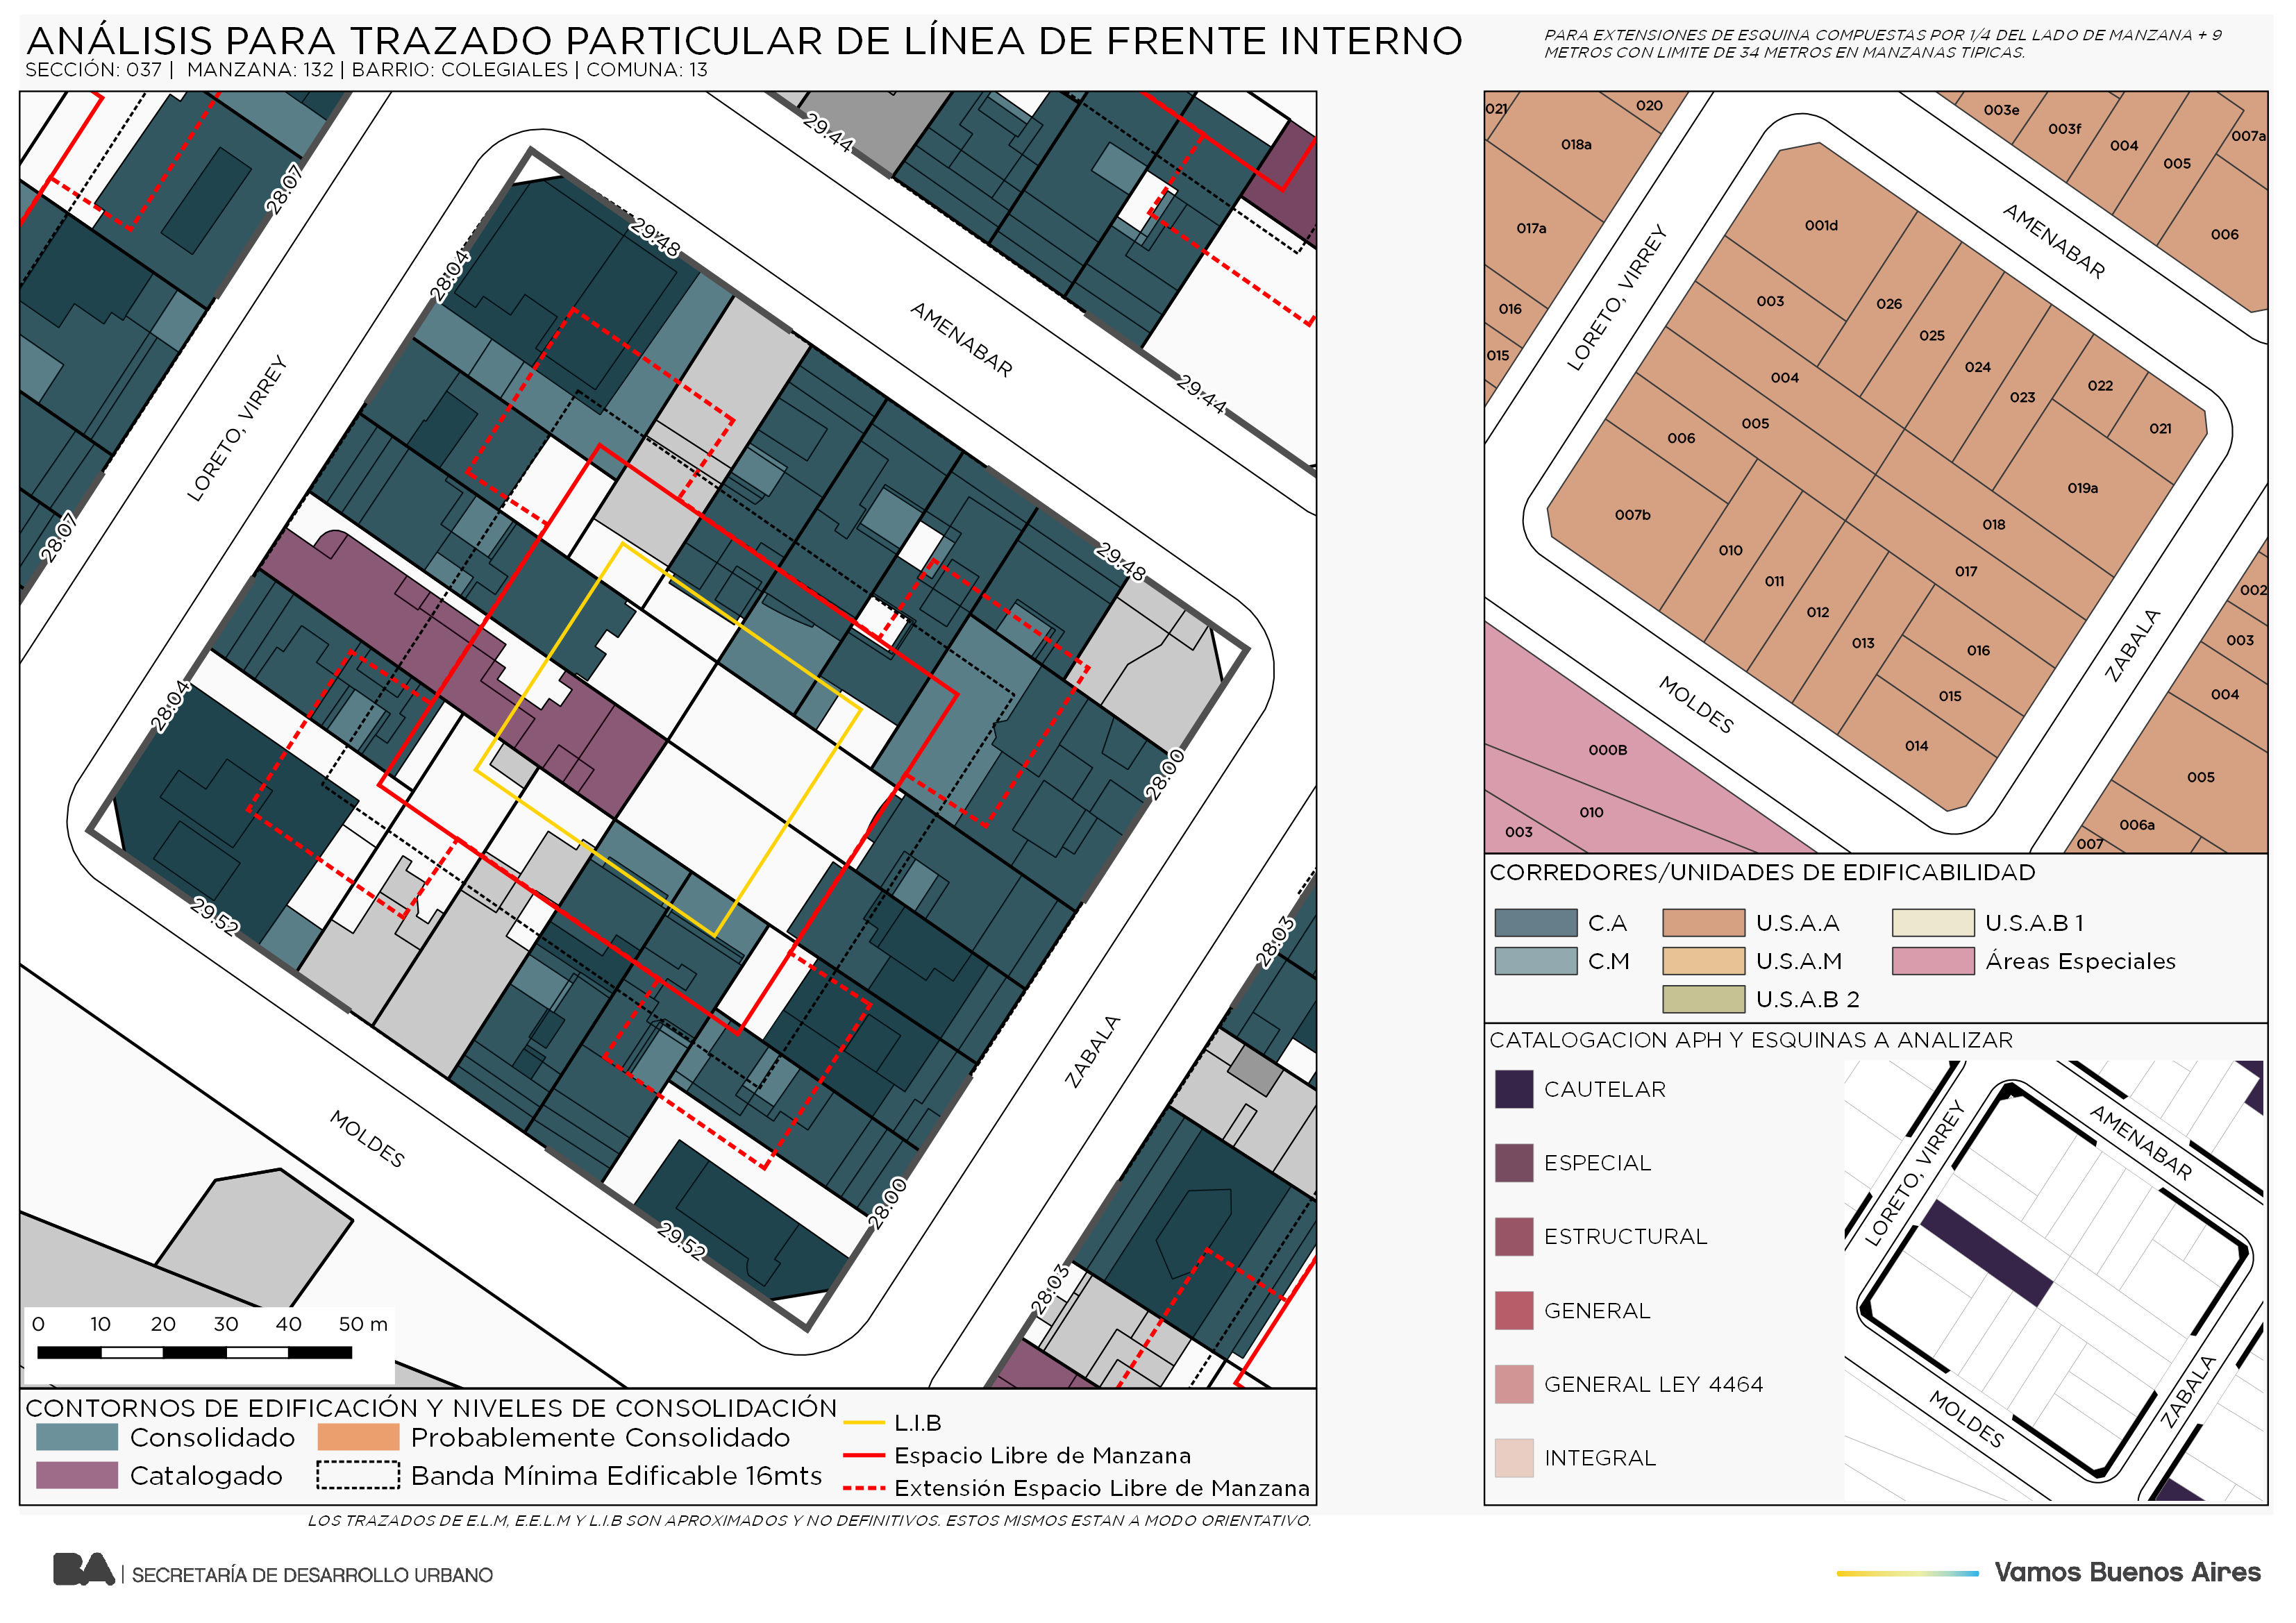 ANÁLISIS PARA TRAZADO PARTICULAR DE LÍNEA DE FRENTE INTERNO
SECCIÓN: 037 | MANZANA: 132 | BARRIO: COLEGIALES | COMUNA: 13
PARA EXTENSIONES DE ESQUINA COMPUESTAS POR 1/4 DEL LADO DE MANZANA + 9
METROS CON LIMITE DE 34 METROS EN MANZANAS TIPICAS.
29.44
28.07
29.48
28.04
AMENABAR
LORETO, VIRREY
29.44
28.07
29.48
28.04
28.00
29.52
28.03
ZABALA
MOLDES
28.00
29.52
28.03
0 10 20 30 40 50 m
CONTORNOS DE EDIFICACIÓN Y NIVELES DE CONSOLIDACIÓN
Consolidado
Probablemente Consolidado
Catalogado
Banda Mínima Edificable 16mts
L.I.B
Espacio Libre de Manzana
Extensión Espacio Libre de Manzana
LOS TRAZADOS DE E.L.M, E.E.L.M Y L.I.B SON APROXIMADOS Y NO DEFINITIVOS. ESTOS MISMOS ESTAN A MODO ORIENTATIVO.
021
020
018a
003e
003f
004
005
007a
017a
001d
AMENABAR
006
LORETO, VIRREY
016
003
026
025
015
004
024
023
022
021
005
006
019a
007b
018
010
011
017
002
012
013
016
003
ZABALA
015
004
MOLDES
014
000B
005
010
003
006a
007
CORREDORES/UNIDADES DE EDIFICABILIDAD
C.A
U.S.A.A
U.S.A.B 1
C.M
U.S.A.M
Áreas Especiales
U.S.A.B 2
CATALOGACION APH Y ESQUINAS A ANALIZAR
CAUTELAR
ESPECIAL
ESTRUCTURAL
GENERAL
GENERAL LEY 4464
INTEGRAL
LORETO, VIRREY
AMENABAR
MOLDES
ZABALA
BA | SECRETARÍA DE DESARROLLO URBANO
Vamos Buenos Aires